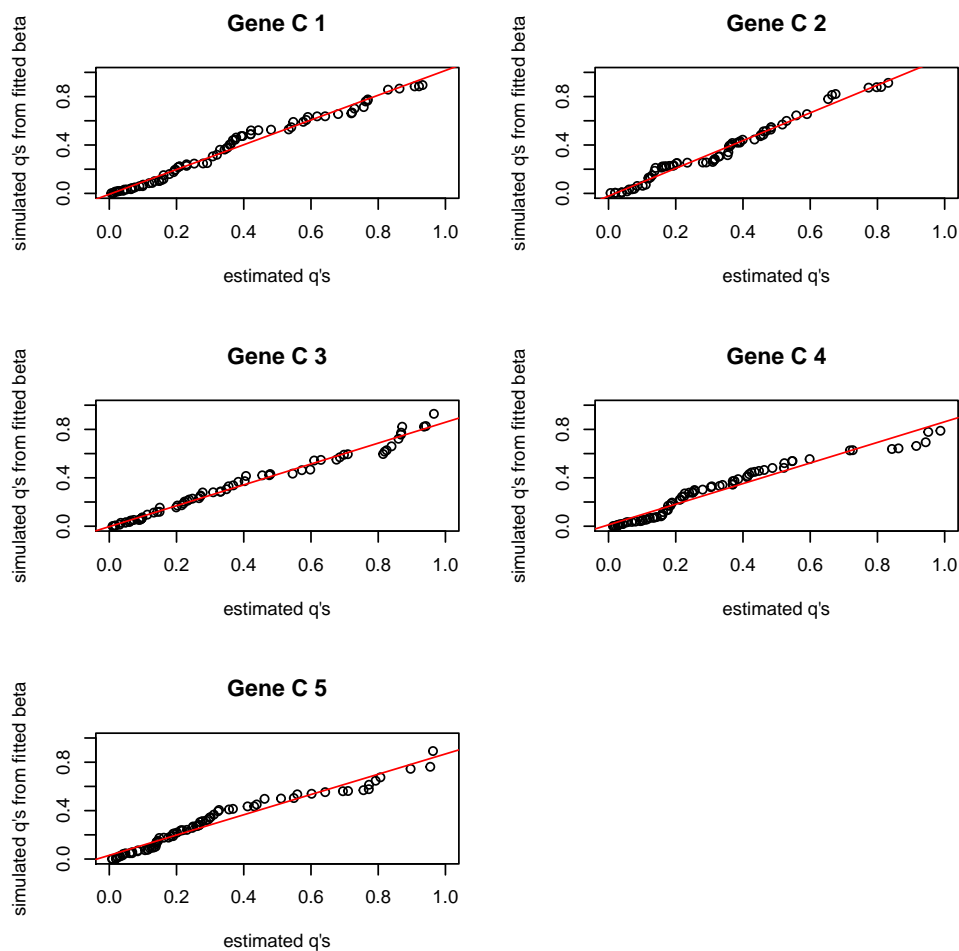 Gene C 1
simulated q's from fitted beta
0.0 0.4 0.8
0.0 0.2 0.4 0.6 0.8 1.0
estimated q's
Gene C 2
simulated q's from fitted beta
0.0 0.4 0.8
0.0 0.2 0.4 0.6 0.8 1.0
estimated q's
Gene C 3
simulated q's from fitted beta
0.0 0.4 0.8
0.0 0.2 0.4 0.6 0.8 1.0
estimated q's
Gene C 4
simulated q's from fitted beta
0.0 0.4 0.8
0.0 0.2 0.4 0.6 0.8 1.0
estimated q's
Gene C 5
simulated q's from fitted beta
0.0 0.4 0.8
0.0 0.2 0.4 0.6 0.8 1.0
estimated q's